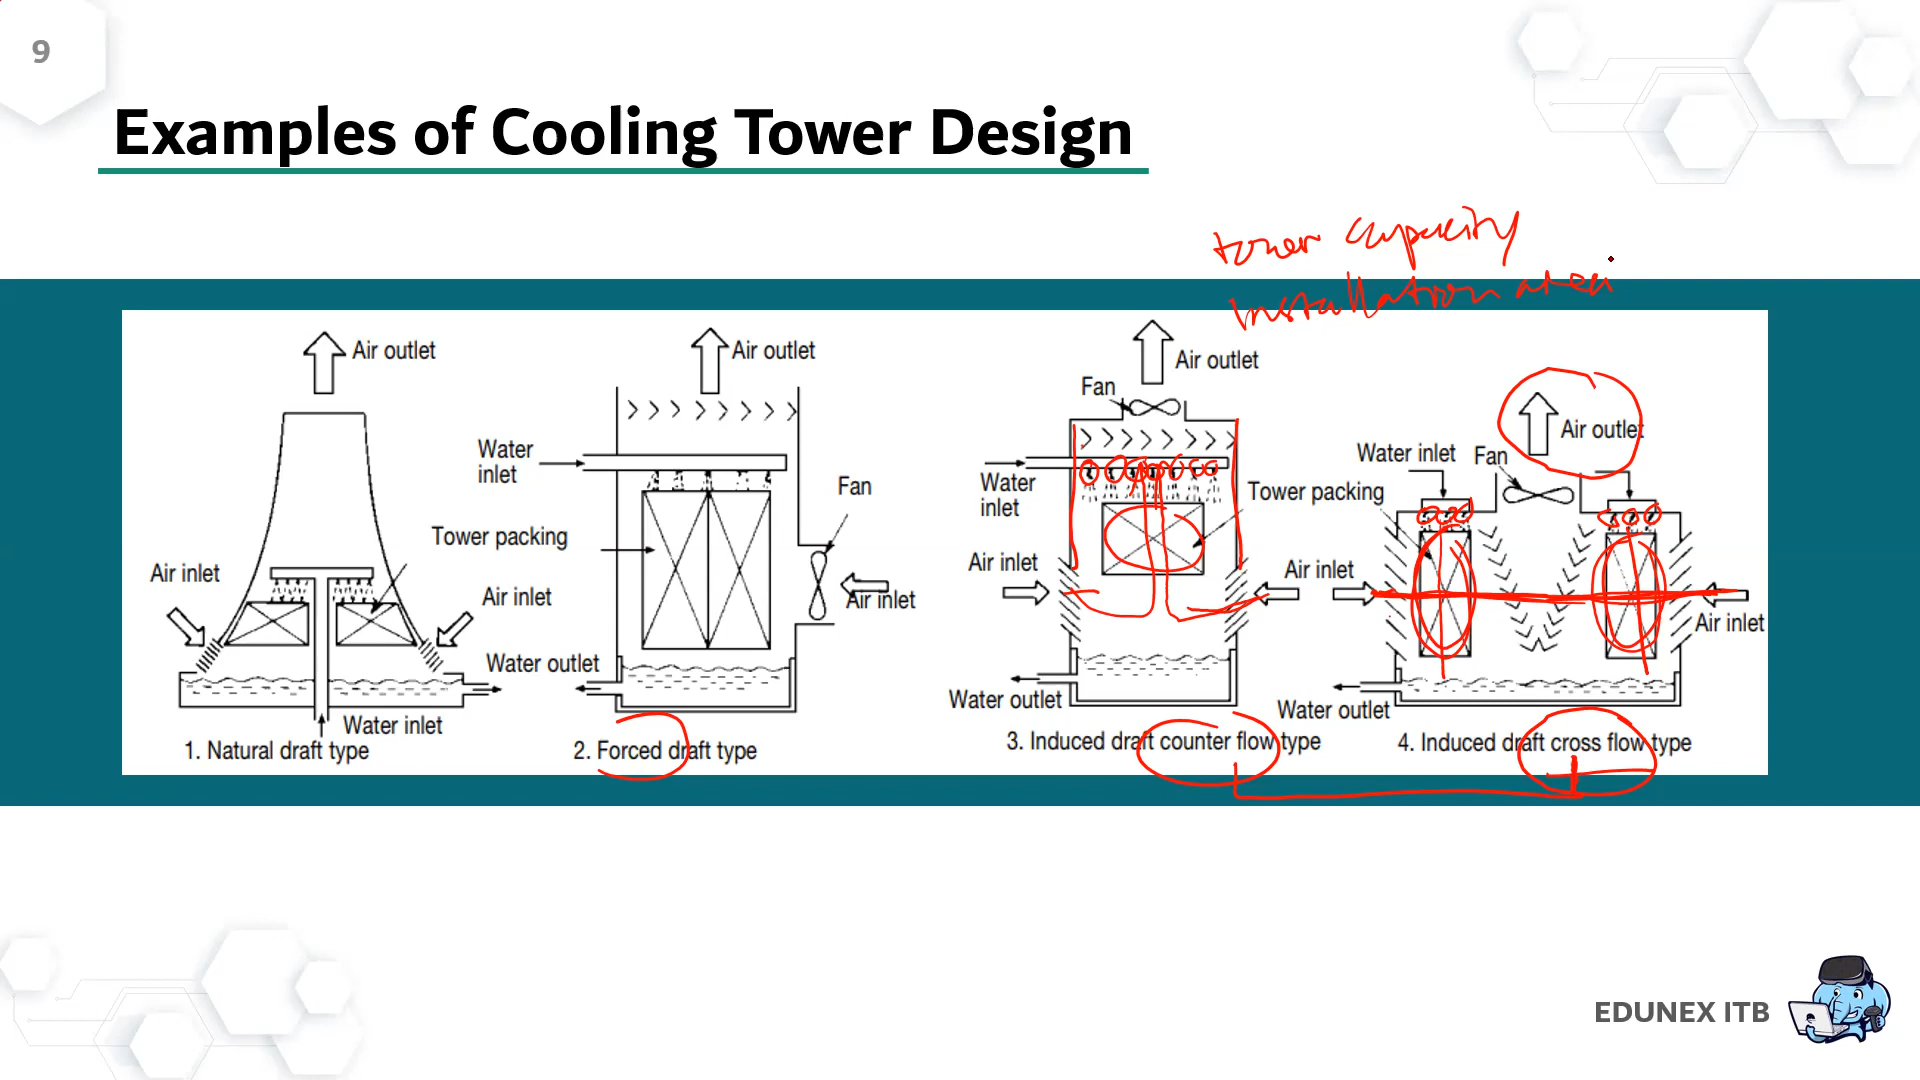 9
Examples of Cooling Tower Design
tower capacity
installation area
Air outlet
Air inlet
Air inlet
Water inlet
1. Natural draft type
Air outlet
Water
inlet
Fan
Tower packing
Air inlet
Water outlet
2. Forced draft type
Air outlet
Fan
Water
inlet
Tower packing
Air inlet
Air inlet
Water outlet
3. Induced draft counter flow type
Air outlet
Water inlet
Fan
Air inlet
Water outlet
4. Induced draft cross flow type
EDUNEX ITB